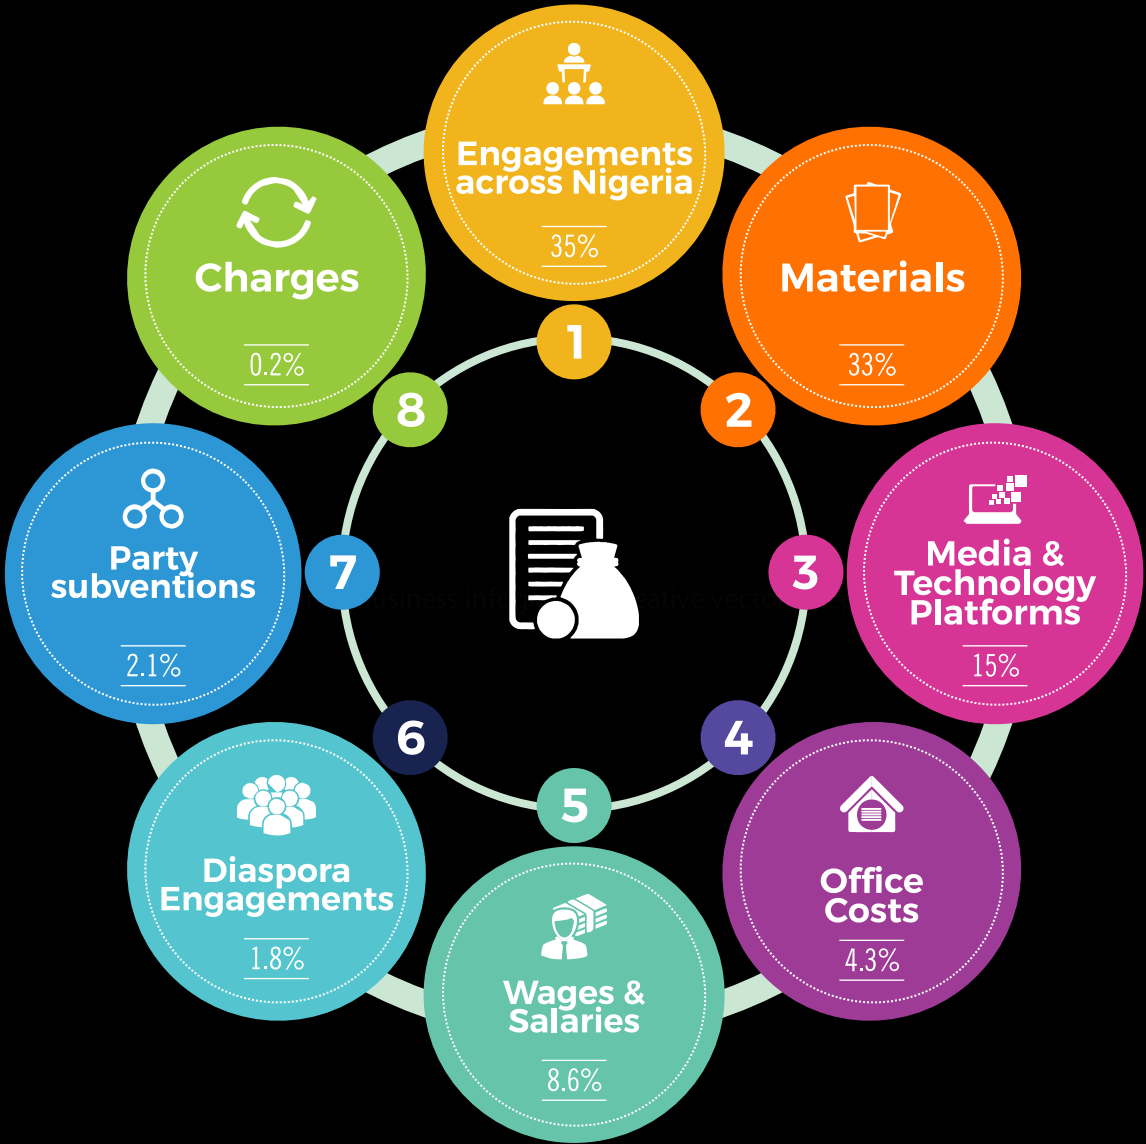 Engagements
across Nigeria
35%
1
Materials
33%
2
Media &
Technology
Platforms
15%
3
Office
Costs
4.3%
4
Wages &
Salaries
8.6%
5
Diaspora
Engagements
1.8%
6
Party
subventions
2.1%
7
Charges
0.2%
8